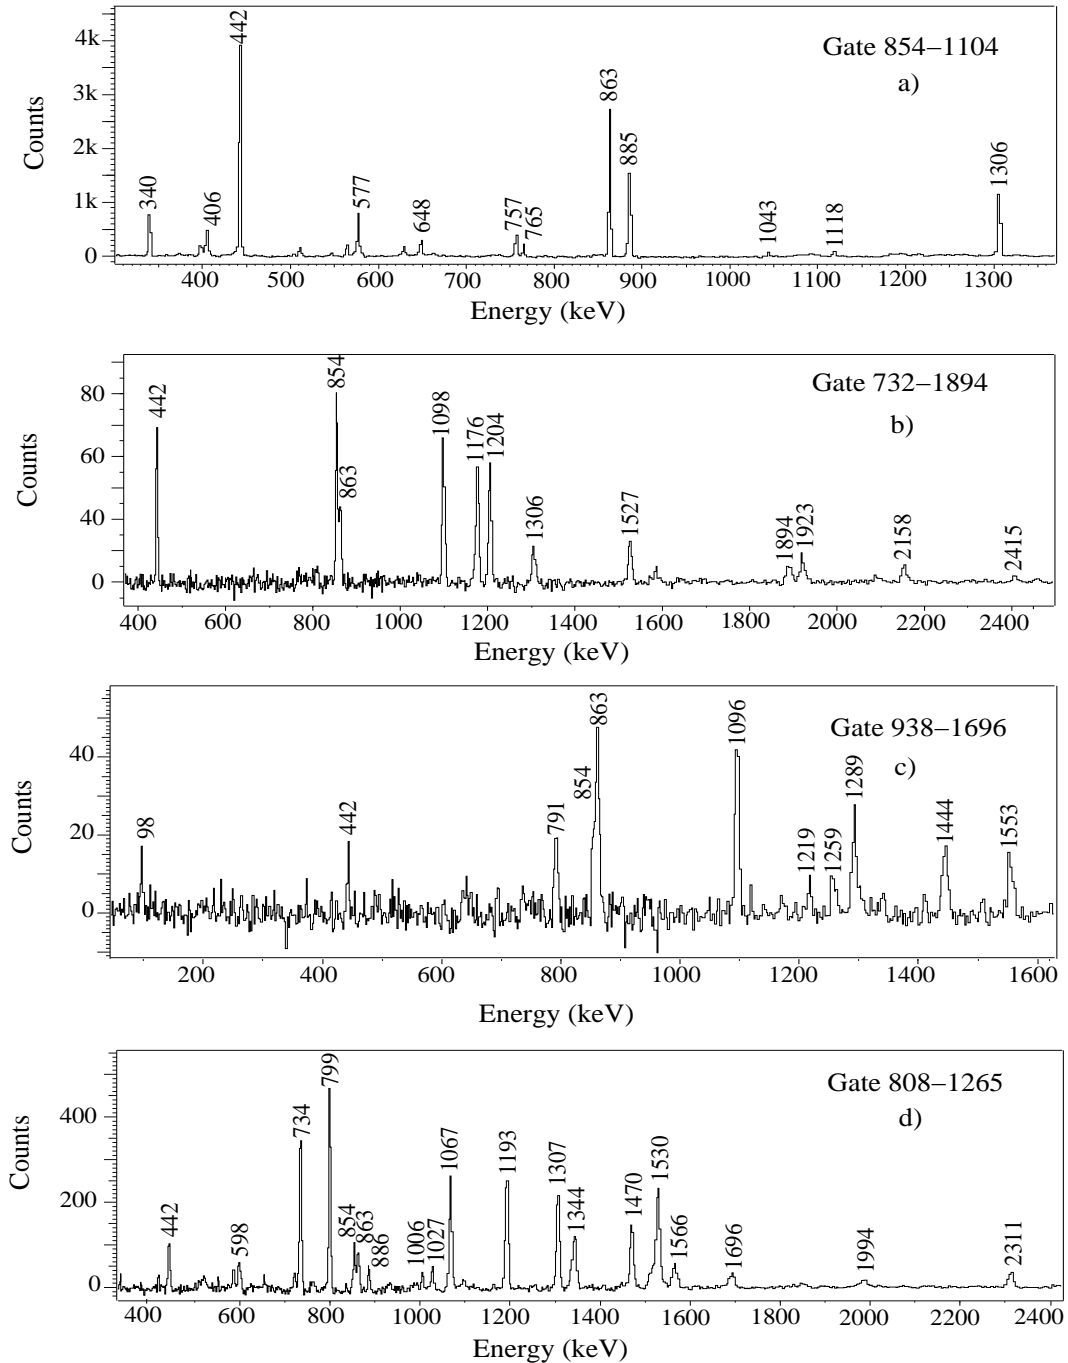 Gate 854–1104
a)
Counts
4k
3k
2k
1k
0
340
406
442
577
648
757
765
863
885
1043
1118
1306
400 500 600 700 800 900 1000 1100 1200 1300
Energy (keV)
Gate 732–1894
b)
Counts
80
60
40
0
442
854
863
1098
1176
1204
1306
1527
1894
1923
2158
2415
400 600 800 1000 1200 1400 1600 1800 2000 2200 2400
Energy (keV)
Gate 938–1696
c)
Counts
40
20
0
98
442
791
854
863
1096
1219
1259
1289
1444
1553
200 400 600 800 1000 1200 1400 1600
Energy (keV)
Gate 808–1265
d)
Counts
400
200
0
442
598
734
799
854
863
886
1006
1027
1067
1193
1307
1344
1470
1530
1566
1696
1994
2311
400 600 800 1000 1200 1400 1600 1800 2000 2200 2400
Energy (keV)